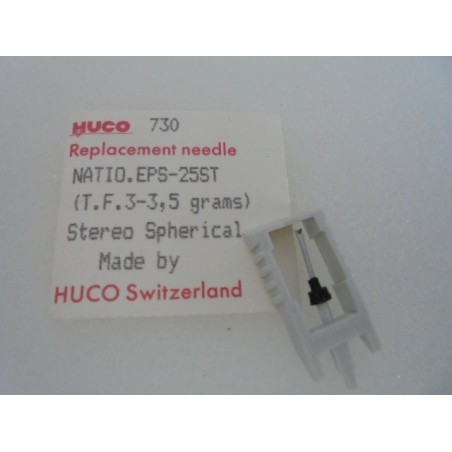 HUCO 730
Replacement needle
NATIO.EPS-25ST
(T.F.3-3,5 grams)
Stereo Spherical
Made by
HUCO Switzerland